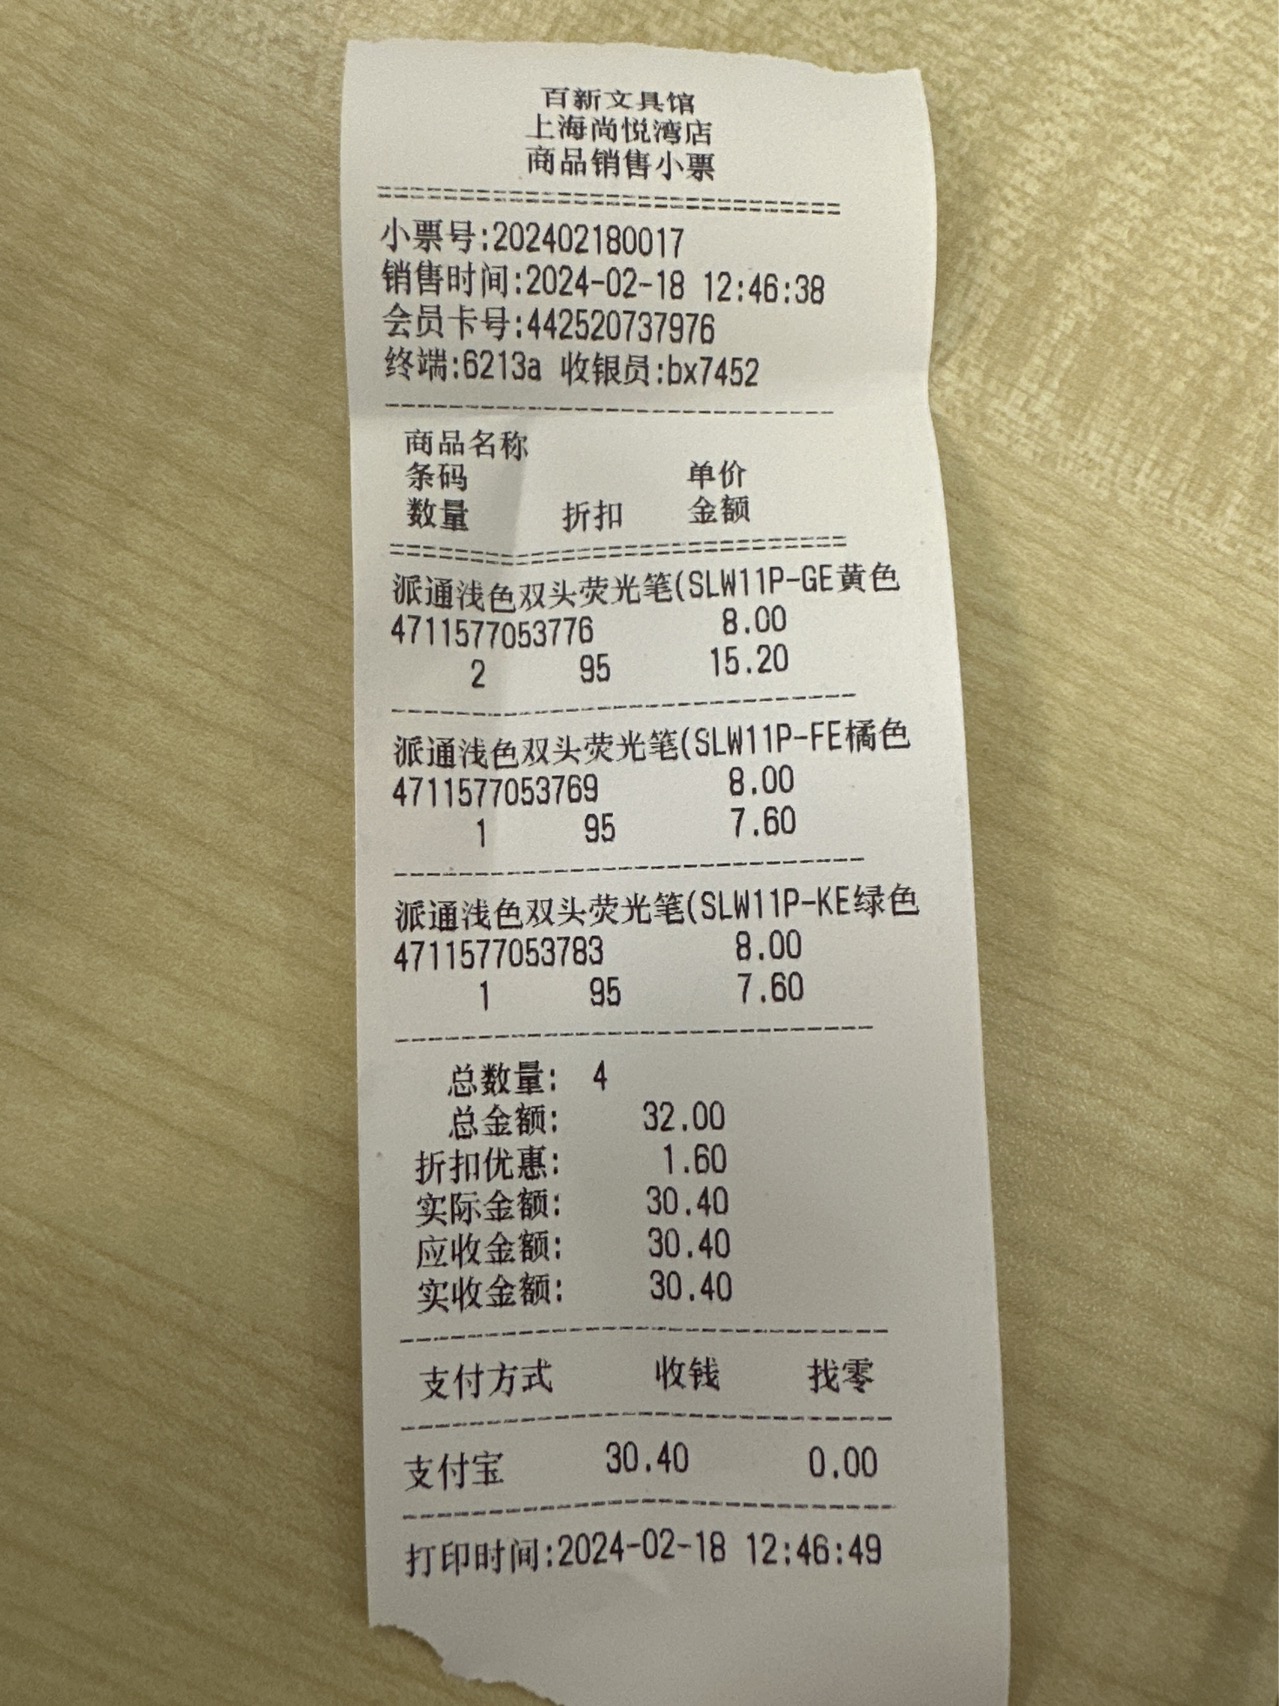 百新文具馆
上海尚悦湾店
商品销售小票
==============================
小票号:202402180017
销售时间:2024-02-18 12:46:38
会员卡号:442520737976
终端:6213a 收银员:bx7452
------------------------------
商品名称
条码 单价
数量 折扣 金额
==============================
派通浅色双头荧光笔(SLW11P-GE黄色
4711577053776 8.00
2 95 15.20
------------------------------
派通浅色双头荧光笔(SLW11P-FE橘色
4711577053769 8.00
1 95 7.60
------------------------------
派通浅色双头荧光笔(SLW11P-KE绿色
4711577053783 8.00
1 95 7.60
------------------------------
总数量: 4
总金额: 32.00
折扣优惠: 1.60
实际金额: 30.40
应收金额: 30.40
实收金额: 30.40
------------------------------
支付方式 收钱 找零
------------------------------
支付宝 30.40 0.00
------------------------------
打印时间:2024-02-18 12:46:49